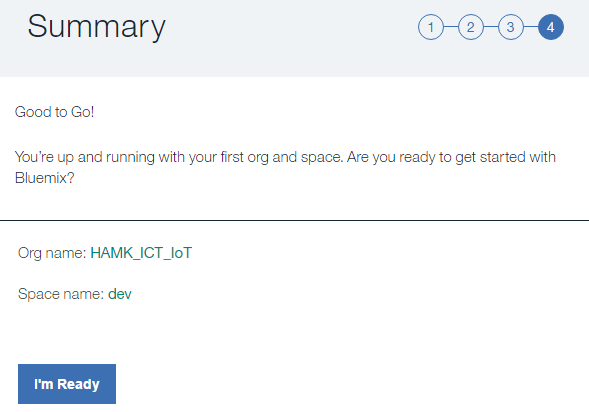 Summary
1 2 3 4
Good to Go!
You're up and running with your first org and space. Are you ready to get started with
Bluemix?
Org name: HAMK_ICT_IoT
Space name: dev
I'm Ready